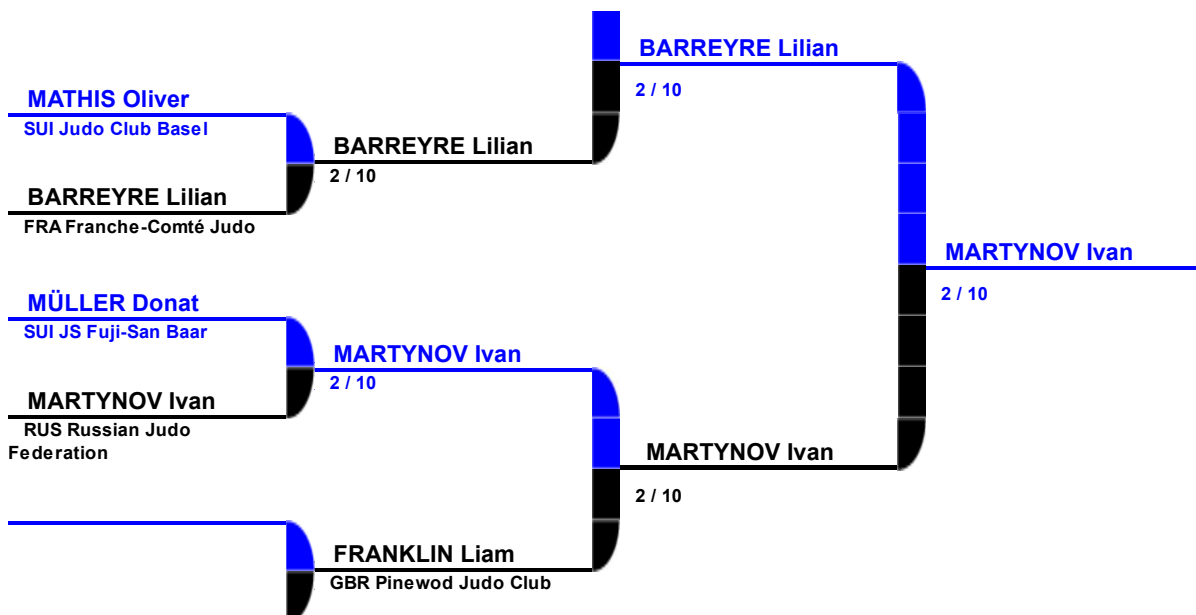 BARREYRE Lilian
2 / 10
MATHIS Oliver
SUI Judo Club Basel
BARREYRE Lilian
2 / 10
BARREYRE Lilian
FRA Franche-Comté Judo
MARTYNOV Ivan
2 / 10
MÜLLER Donat
SUI JS Fuji-San Baar
MARTYNOV Ivan
2 / 10
MARTYNOV Ivan
RUS Russian Judo
Federation
MARTYNOV Ivan
2 / 10
FRANKLIN Liam
GBR Pinewod Judo Club